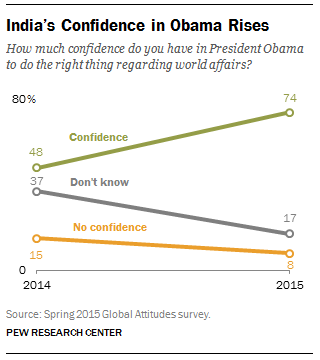 India's Confidence in Obama Rises
How much confidence do you have in President Obama
to do the right thing regarding world affairs?
80%
74
Confidence
48
37
Don't know
17
No confidence
15
8
0
2014 2015
Source: Spring 2015 Global Attitudes survey.
PEW RESEARCH CENTER